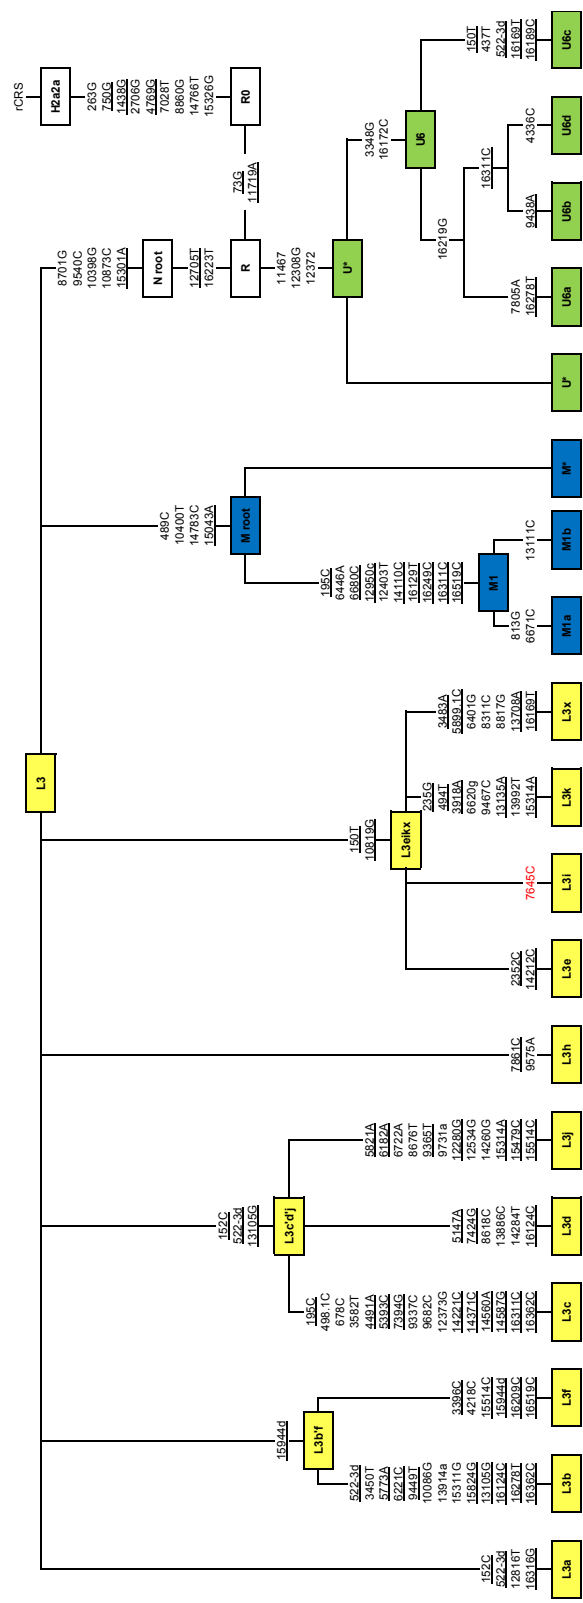 L3
152C
522-3d
12816T
16316G
L3a
15944d
L3b'f
522-3d
3450T
5773A
6221C
9449T
10086G
13914a
15311G
15824G
13105G
16124C
16278T
16362C
L3b
3396C
4218C
15514C
15944d
16209C
16519C
L3f
152C
522-3d
13105G
L3c'd'j
195C
498.1C
678C
3582T
4491A
5393C
7394G
9337C
9682C
12373G
14221C
14371C
14560A
14587G
16311C
16362C
L3c
5147A
7424G
8618C
13886C
14284T
16124C
L3d
5821A
6182A
6722A
8676T
9365T
9731a
12280G
12534G
14260G
15314A
15479C
15514C
L3j
7861C
9575A
L3h
150T
10819G
L3eikx
2352C
14212C
L3e
7645C
L3i
235G
494T
3918A
6620g
9467C
13135A
13992T
15314A
L3k
3483A
5899.1C
6401G
8311C
8817G
13708A
16169T
L3x
489C
10400T
14783C
15043A
M root
195C
6446A
6680C
12950c
12403T
14110C
16129T
16249C
16311C
16519C
M1
813G
6671C
M1a
13111C
M1b
M*
8701G
9540C
10398G
10873C
15301A
N root
12705T
16223T
R
73G
11719A
R0
rCRS
H2a2a
263G
750G
1438G
2706G
4769G
7028T
8860G
14766T
15326G
11467
12308G
12372
U*
U*
3348G
16172C
U6
16219G
7805A
16278T
U6a
16311C
9438A
U6b
4336C
U6d
150T
437T
522-3d
16169T
16189C
U6c